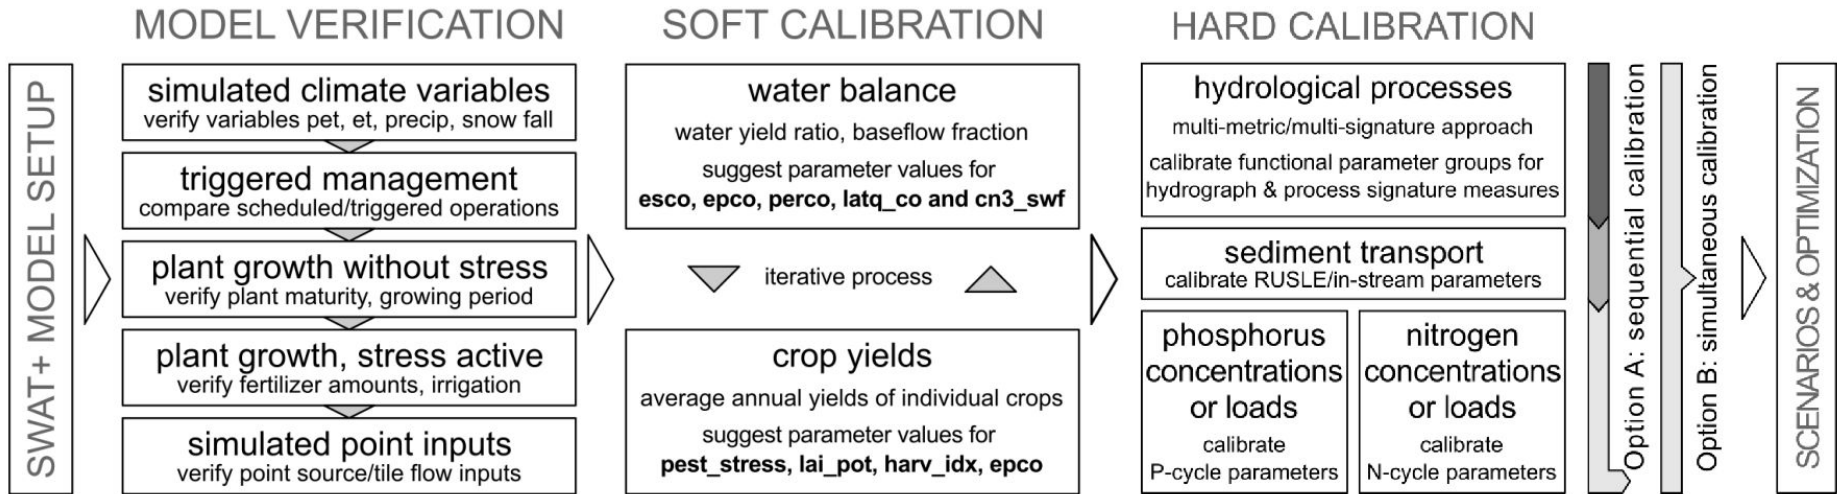 SWAT+ MODEL SETUP
MODEL VERIFICATION
simulated climate variables
verify variables pet, et, precip, snow fall
triggered management
compare scheduled/triggered operations
plant growth without stress
verify plant maturity, growing period
plant growth, stress active
verify fertilizer amounts, irrigation
simulated point inputs
verify point source/tile flow inputs
SOFT CALIBRATION
water balance
water yield ratio, baseflow fraction
suggest parameter values for
esco, epco, perco, latq_co and cn3_swf
iterative process
crop yields
average annual yields of individual crops
suggest parameter values for
pest_stress, lai_pot, harv_idx, epco
HARD CALIBRATION
hydrological processes
multi-metric/multi-signature approach
calibrate functional parameter groups for
hydrograph & process signature measures
sediment transport
calibrate RUSLE/in-stream parameters
phosphorus
concentrations
or loads
calibrate
P-cycle parameters
nitrogen
concentrations
or loads
calibrate
N-cycle parameters
Option A: sequential calibration
Option B: simultaneous calibration
SCENARIOS & OPTIMIZATION